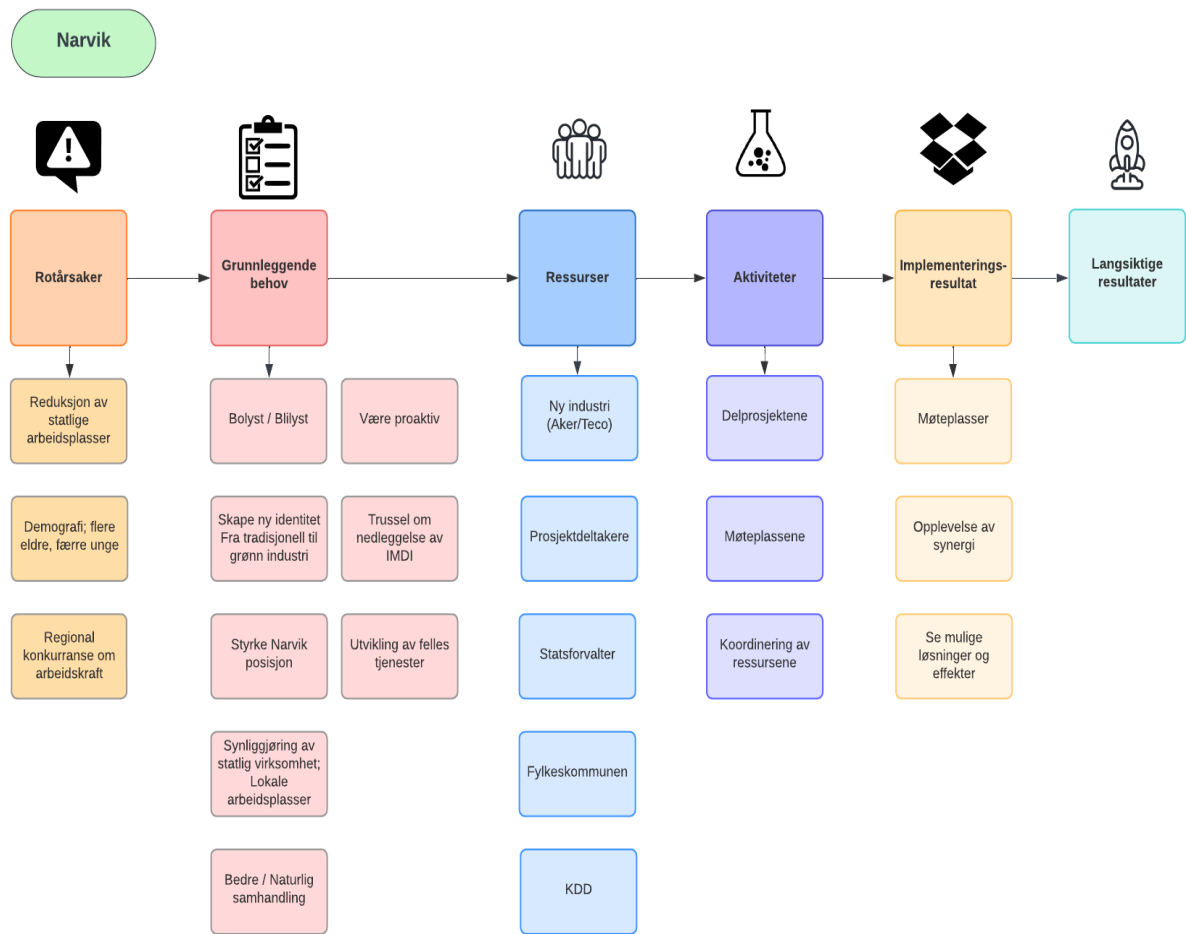 Narvik
Rotårsaker
Grunnleggende
behov
Ressurser
Aktiviteter
Implementerings-
resultat
Langsiktige
resultater
Reduksjon av
statlige
arbeidsplasser
Demografi; flere
eldre, færre unge
Regional
konkurranse om
arbeidskraft
Bolyst / Blilyst
Skape ny identitet
Fra tradisjonell til
grønn industri
Styrke Narvik
posisjon
Synliggjøring av
statlig virksomhet;
Lokale
arbeidsplasser
Bedre / Naturlig
samhandling
Være proaktiv
Trussel om
nedleggelse av
IMDI
Utvikling av felles
tjenester
Ny industri
(Aker/Teco)
Prosjektdeltakere
Statsforvalter
Fylkeskommunen
KDD
Delprosjektene
Møteplassene
Koordinering av
ressursene
Møteplasser
Opplevelse av
synergi
Se mulige
løsninger og
effekter